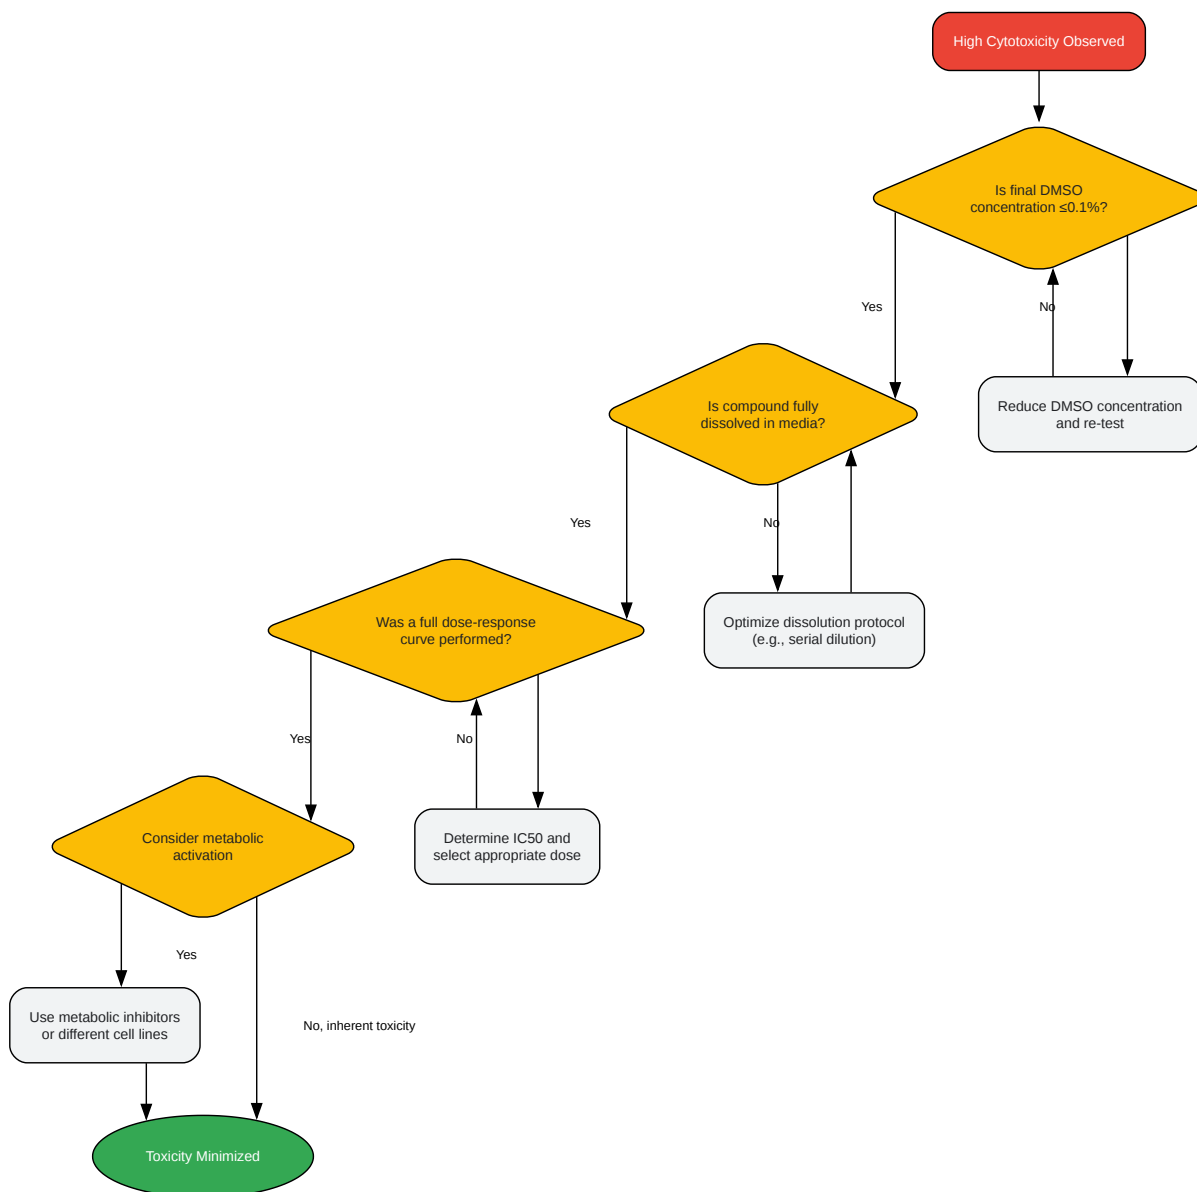 High Cytotoxicity Observed
Is final DMSO
concentration ≤0.1%?
Yes
No
Reduce DMSO concentration
and re-test
Is compound fully
dissolved in media?
Yes
No
Optimize dissolution protocol
(e.g., serial dilution)
Was a full dose-response
curve performed?
Yes
No
Determine IC50 and
select appropriate dose
Consider metabolic
activation
Yes
No, inherent toxicity
Use metabolic inhibitors
or different cell lines
Toxicity Minimized